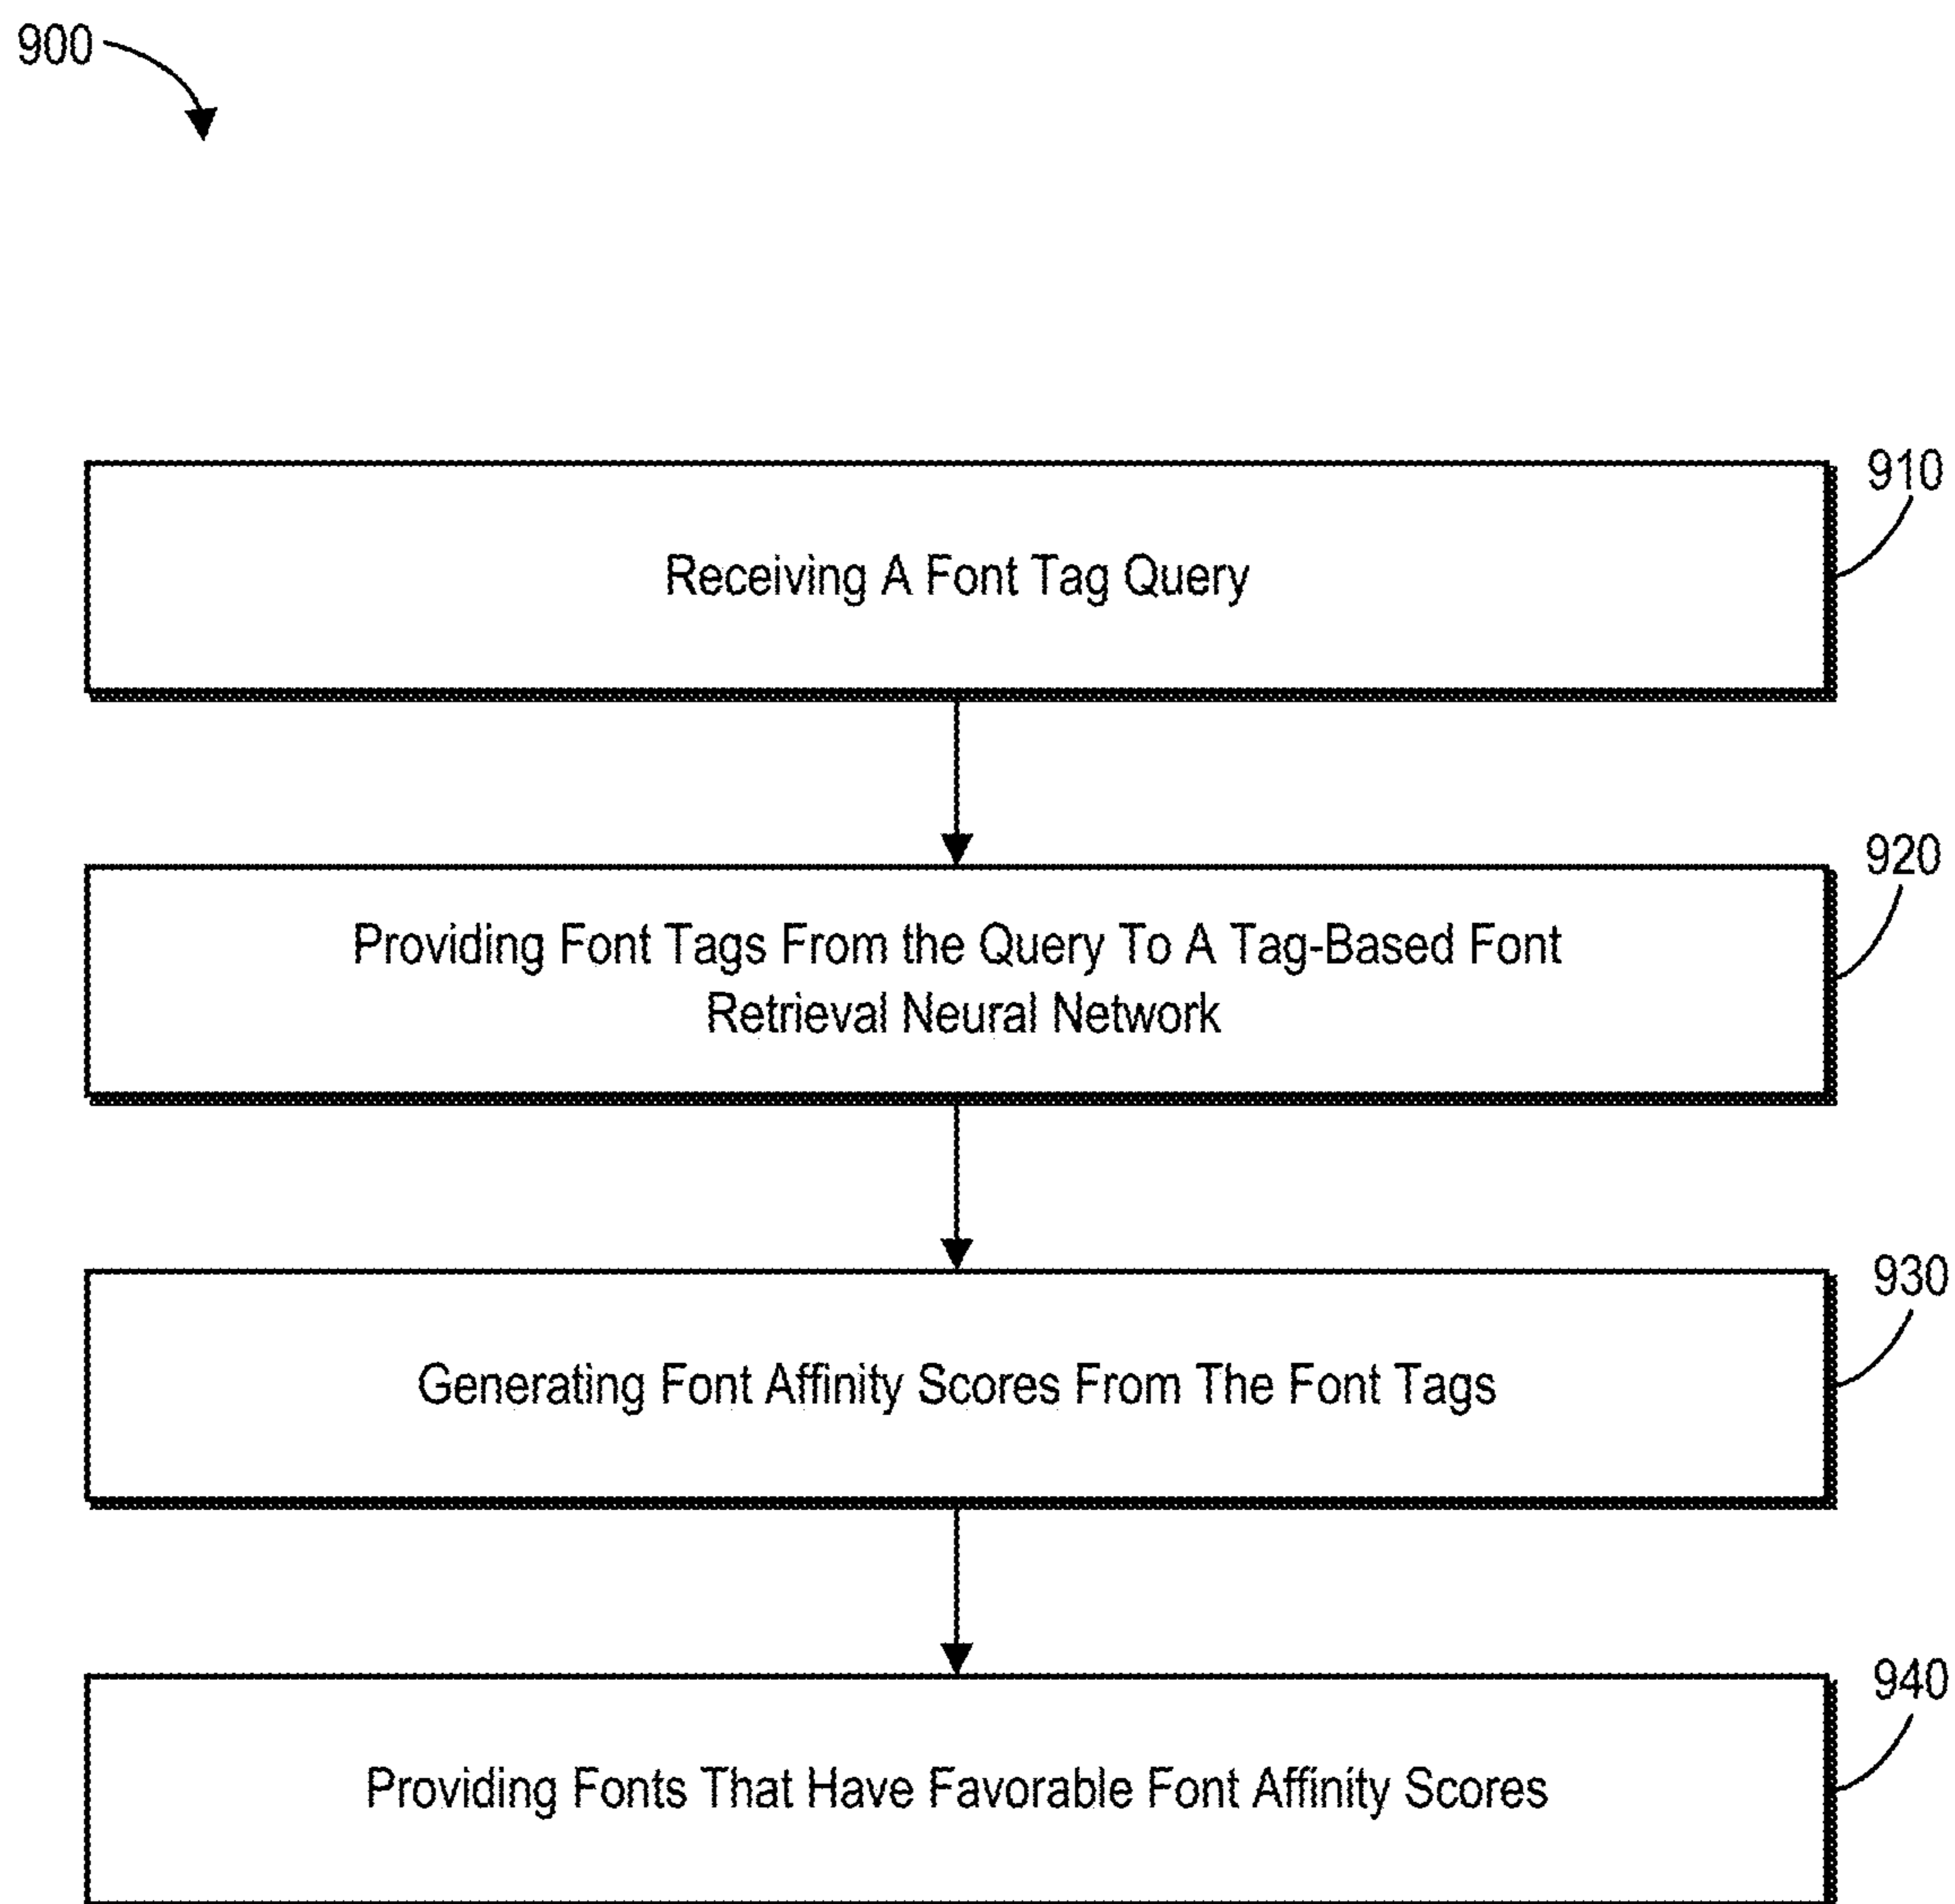 900
910
Receiving A Font Tag Query
920
Providing Font Tags From the Query To A Tag-Based Font
Retrieval Neural Network
930
Generating Font Affinity Scores From The Font Tags
940
Providing Fonts That Have Favorable Font Affinity Scores